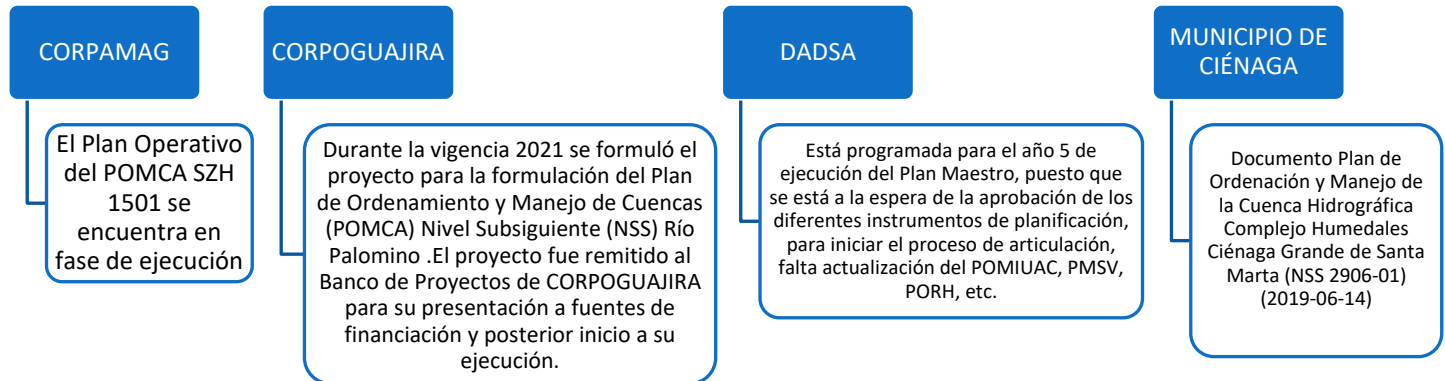 CORPAMAG
El Plan Operativo
del POMCA SZH
1501 se
encuentra en
fase de ejecución
CORPOGUAJIRA
Durante la vigencia 2021 se formuló el
proyecto para la formulación del Plan
de Ordenamiento y Manejo de Cuencas
(POMCA) Nivel Subsiguiente (NSS) Río
Palomino .El proyecto fue remitido al
Banco de Proyectos de CORPOGUAJIRA
para su presentación a fuentes de
financiación y posterior inicio a su
ejecución.
DADSA
Está programada para el año 5 de
ejecución del Plan Maestro, puesto que
se está a la espera de la aprobación de los
diferentes instrumentos de planificación,
para iniciar el proceso de articulación,
falta actualización del POMIUAC, PMSV,
PORH, etc.
MUNICIPIO DE
CIÉNAGA
Documento Plan de
Ordenación y Manejo de
la Cuenca Hidrográfica
Complejo Humedales
Ciénaga Grande de Santa
Marta (NSS 2906-01)
(2019-06-14)